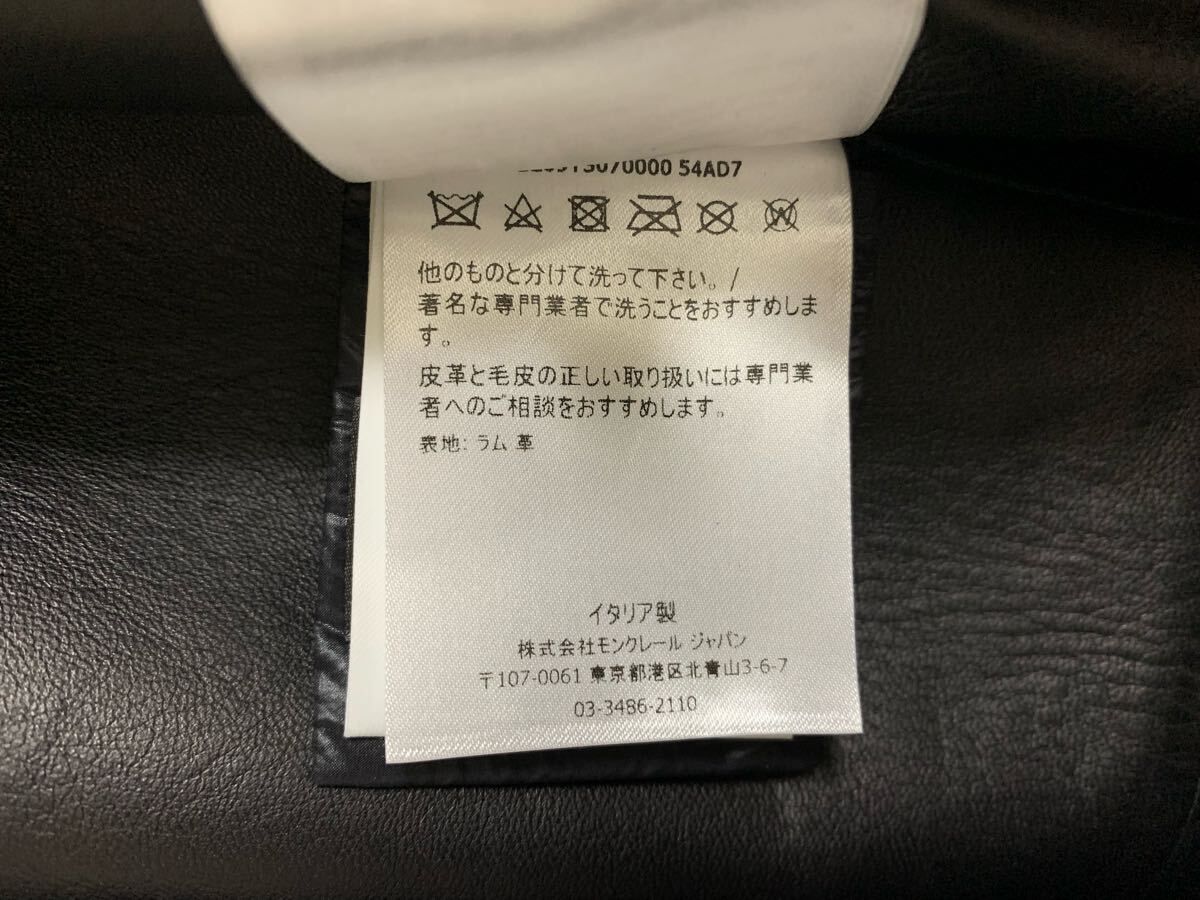 070000 54AD7
他のものと分けて洗って下さい。/
著名な専門業者で洗うことをおすすめしま
す。
皮革と毛皮の正しい取り扱いには専門業
者へのご相談をおすすめします。
表地: ラム 革
イタリア製
株式会社モンクレール ジャパン
〒107-0061 東京都港区北青山3-6-7
03-3486-2110